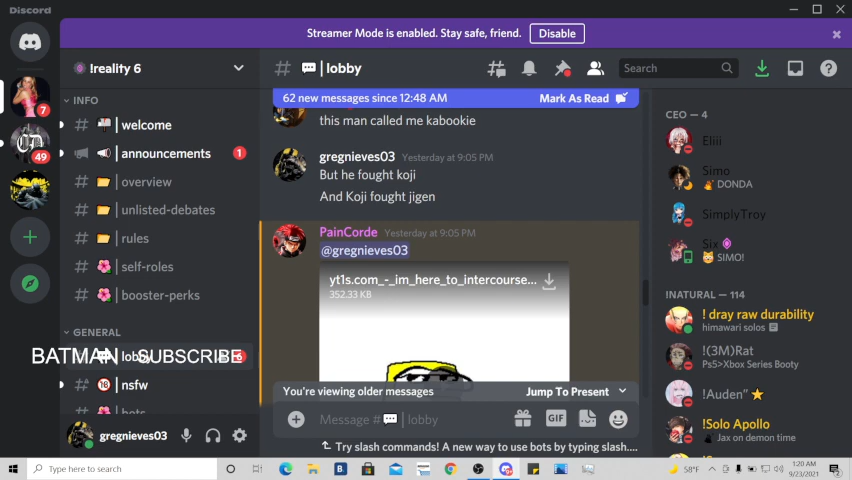 Discord
Streamer Mode is enabled. Stay safe, friend.
Disable
!reality 6
💬 | lobby
Search
62 new messages since 12:48 AM
Mark As Read
this man called me kabookie
gregnieves03 Yesterday at 9:05 PM
But he fought koji
And Koji fought jigen
PainCorde Yesterday at 9:05 PM
@gregnieves03
yt1s.com_-_im_here_to_intercourse...
352.33 KB
You're viewing older messages
Jump To Present
Message #💬 | lobby
GIF
Try slash commands! A new way to use bots by typing slash....
7
49
INFO
| welcome
| announcements 1
| overview
| unlisted-debates
| rules
| self-roles
| booster-perks
GENERAL
| lobby 6
BATMAN SUBSCRIBE
| nsfw
| bots
gregnieves03
CEO — 4
Eliii
Simo
DONDA
SimplyTroy
Six
SIMO!
!NATURAL — 114
! dray raw durability
himawari solos
!(3M)Rat
Ps5>Xbox Series Booty
!Auden”⭐
!Solo Apollo
Jax on demon time
Type here to search
58°F
1:20 AM
9/23/2021